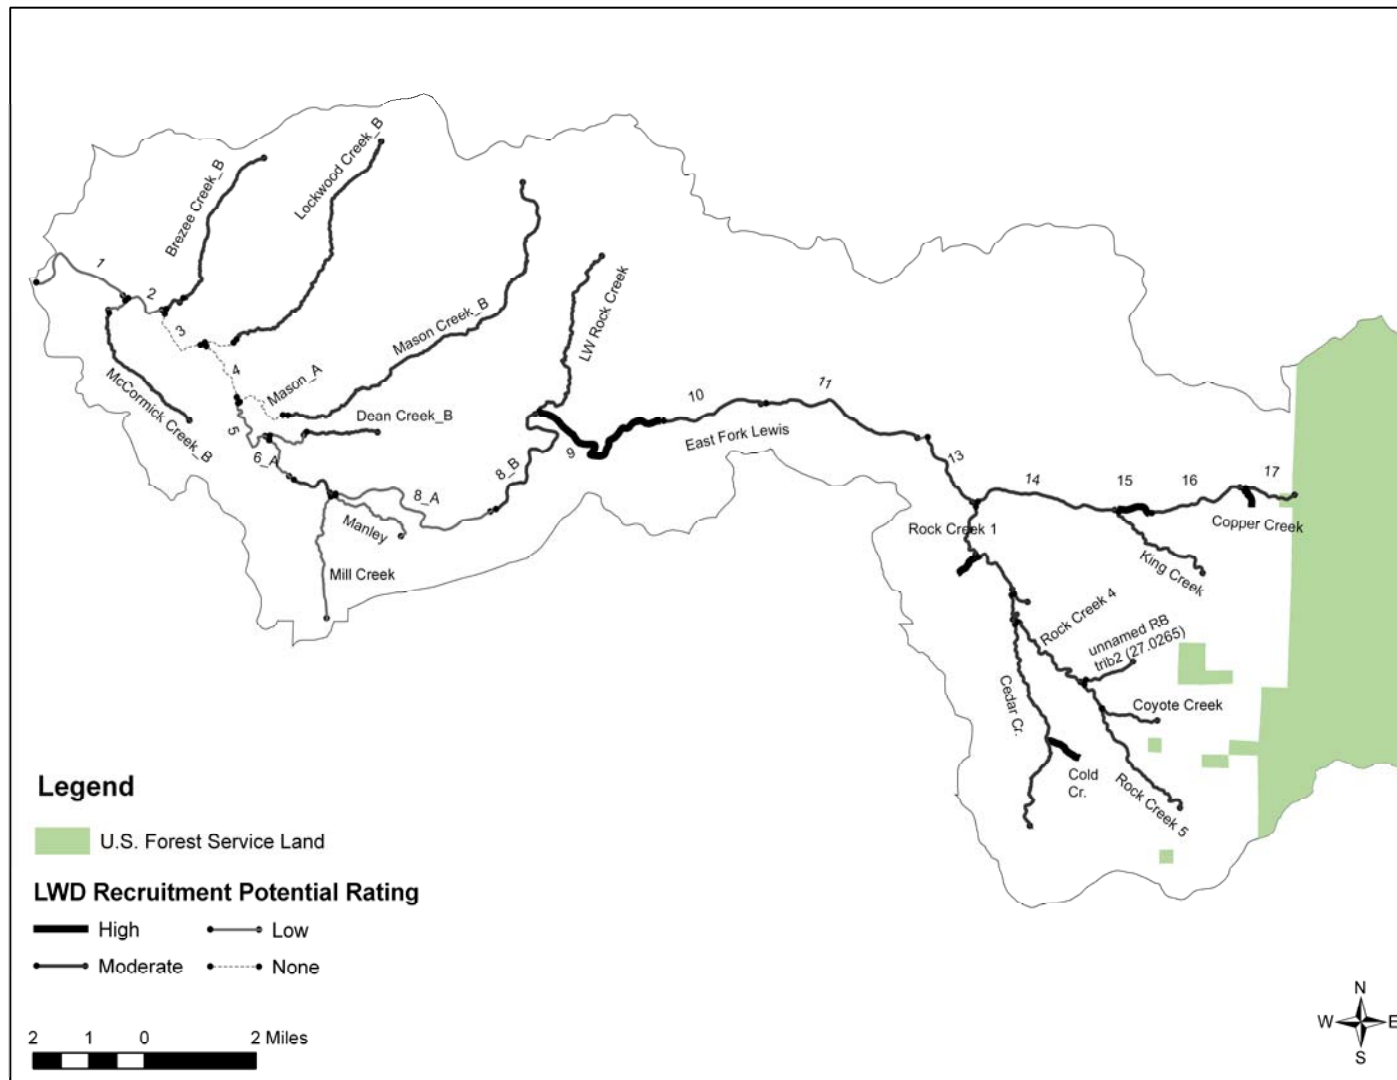 Lockwood Creek_B
Brezee Creek_B
1
2
3
4
LW Rock Creek
Mason Creek_B
Mason_A
McCormick Creek_B
Dean Creek_B
5
6_A
8_A
8_B
9
10
11
East Fork Lewis
13
14
15
16
17
Manley
Mill Creek
Rock Creek 1
Copper Creek
King Creek
Rock Creek 4
unnamed RB
trib2 (27.0265)
Cedar Cr.
Coyote Creek
Cold
Cr.
Rock Creek 5
Legend
U.S. Forest Service Land
LWD Recruitment Potential Rating
High
Low
Moderate
None
2 1 0 2 Miles
N
W E
S